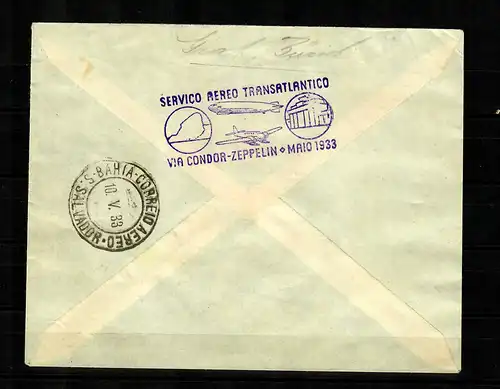 SERVICO AEREO TRANSATLANTICO
VIA CONDOR-ZEPPELIN ⋄ MAIO 1933
S. SALVADOR • S. BAHIA - CORREIO AEREO •
10. V. 33